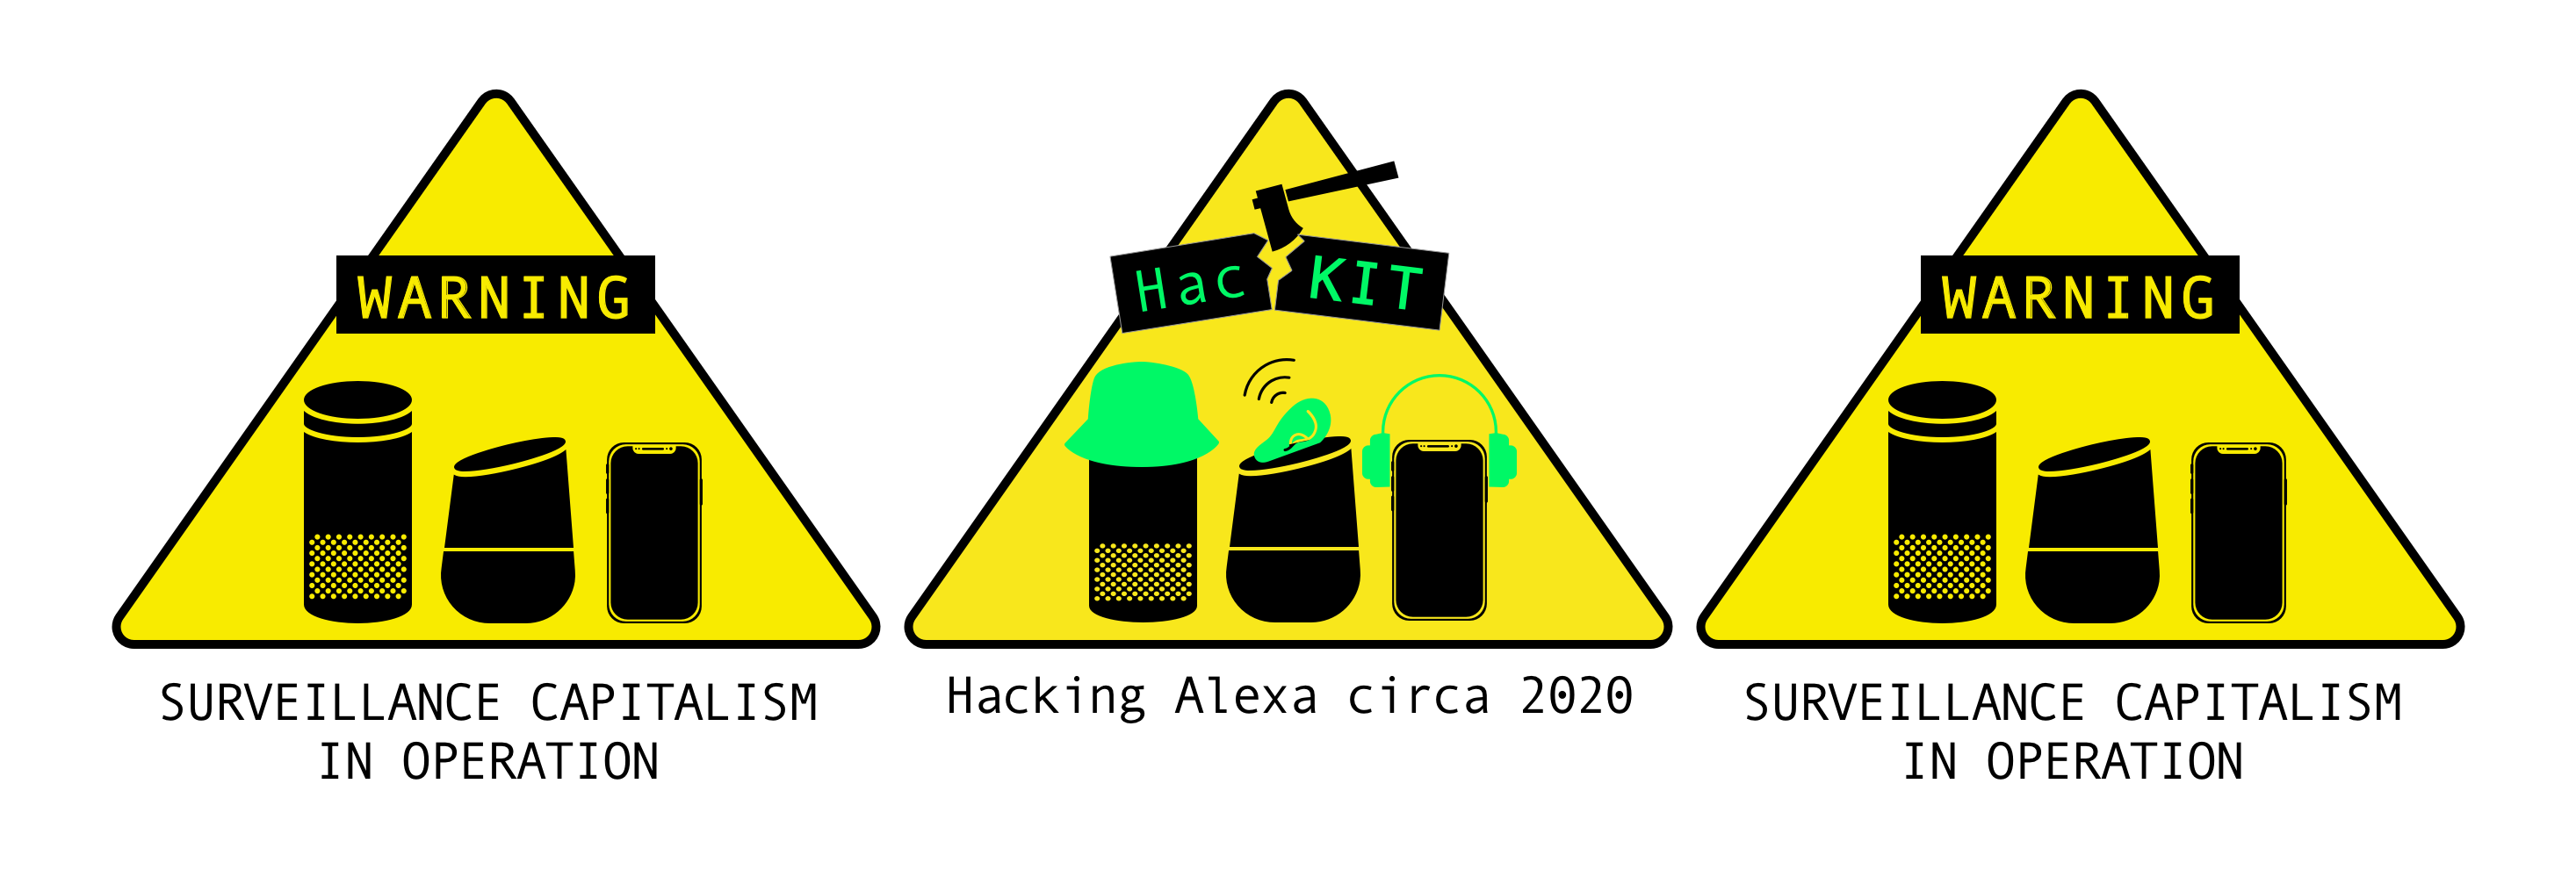 WARNING
SURVEILLANCE CAPITALISM
IN OPERATION
Hac KIT
Hacking Alexa circa 2020
WARNING
SURVEILLANCE CAPITALISM
IN OPERATION